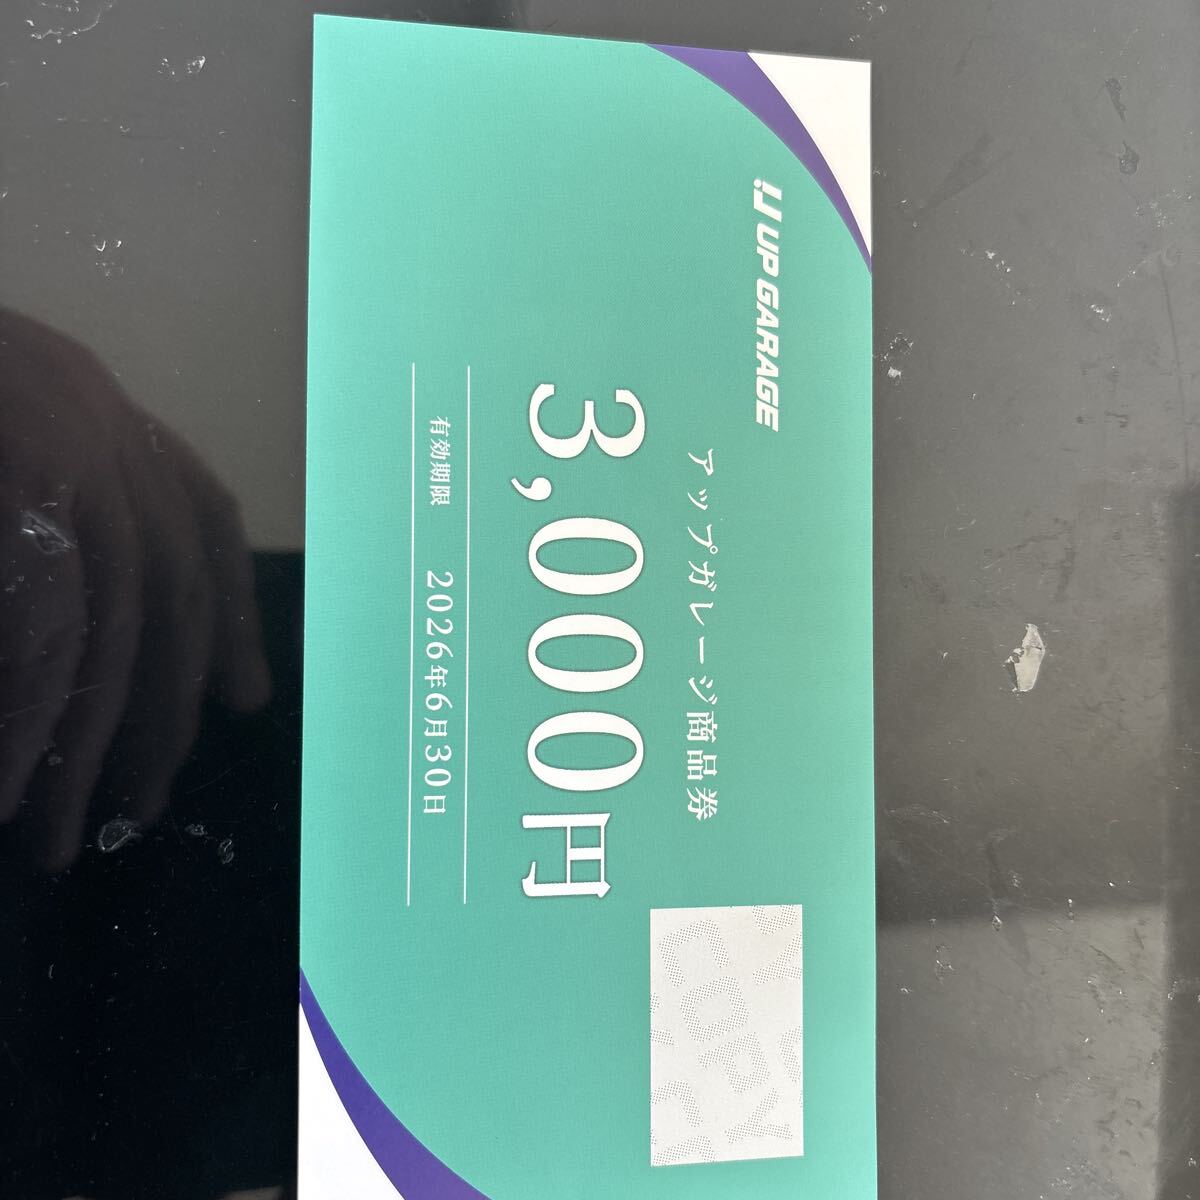 UP GARAGE
アップガレージ商品券
3,000円
有効期限 2026年6月30日
COPY